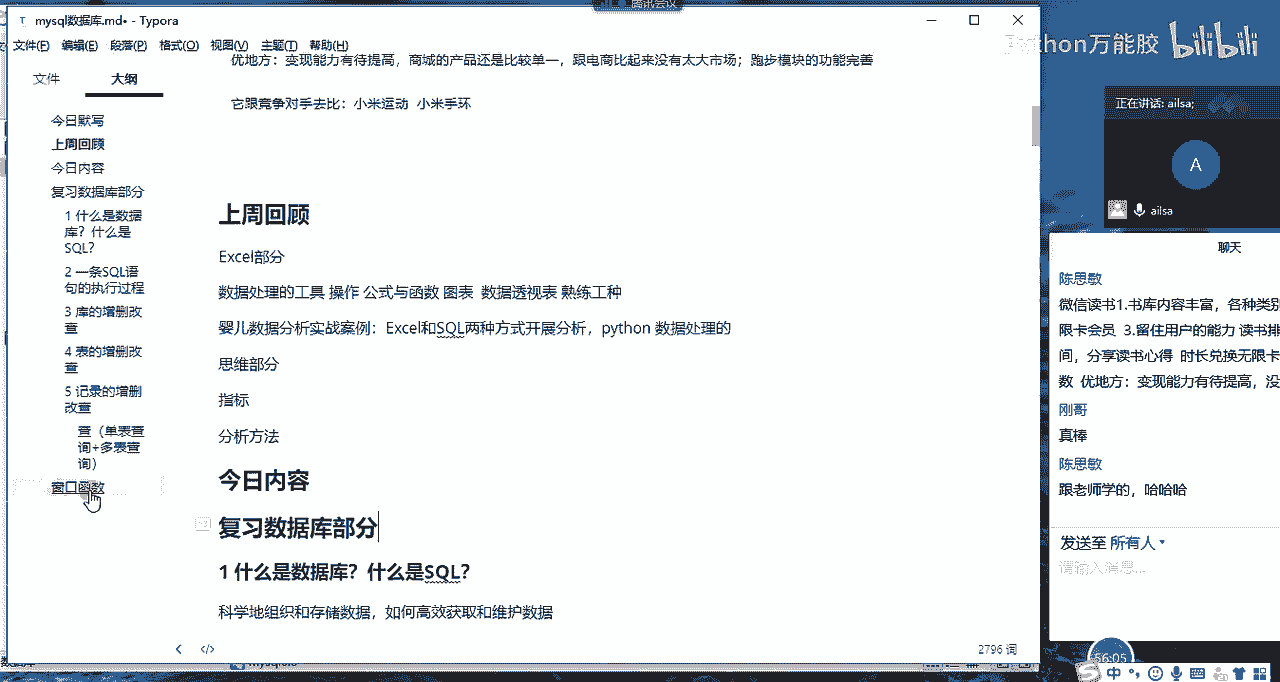 mysql数据库.md• - Typora
腾讯会议
文件(F) 编辑(E) 段落(P) 格式(O) 视图(V) 主题(T) 帮助(H)
文件 大纲
今日默写
上周回顾
今日内容
复习数据库部分
1 什么是数据
库？什么是
SQL？
2 一条SQL语
句的执行过程
3 库的增删改
查
4 表的增删改
查
5 记录的增删
改查
查（单表查
询+多表查
询）
窗口函数
优地方：变现能力有待提高，商城的产品还是比较单一，跟电商比起来没有太大市场；跑步模块的功能完善
它跟竞争对手去比：小米运动 小米手环
上周回顾
Excel部分
数据处理的工具 操作 公式与函数 图表 数据透视表 熟练工种
婴儿数据分析实战案例：Excel和SQL两种方式开展分析，python 数据处理的
思维部分
指标
分析方法
今日内容
复习数据库部分
1 什么是数据库？什么是SQL？
科学地组织和存储数据，如何高效获取和维护数据
2796 词
Python万能胶 bilibili
正在讲话: ailsa;
A
ailsa
聊天
陈思敏
微信读书1.书库内容丰富，各种类别
限卡会员 3.留住用户的能力 读书排
间，分享读书心得 时长兑换无限卡
数 优地方：变现能力有待提高，没
刚哥
真棒
陈思敏
跟老师学的，哈哈哈
发送至 所有人
请输入消息...
56:05
中